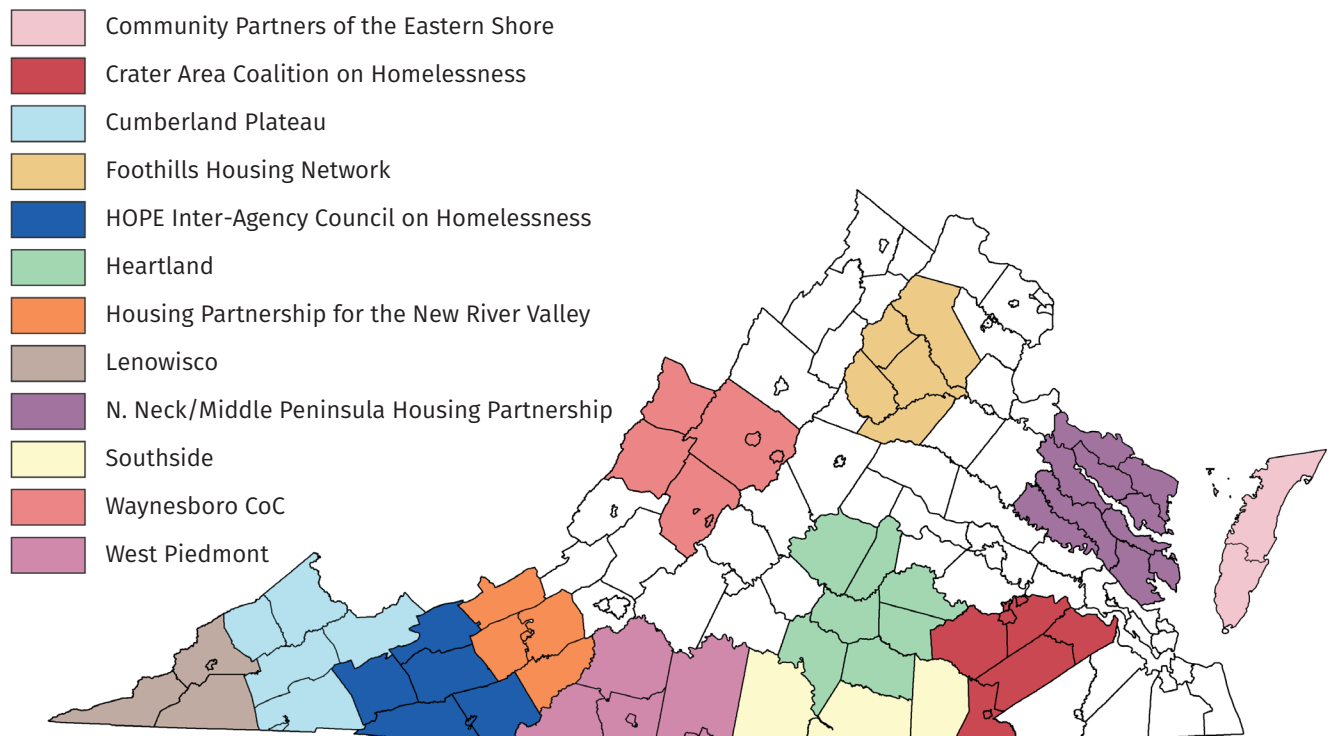 Community Partners of the Eastern Shore
Crater Area Coalition on Homelessness
Cumberland Plateau
Foothills Housing Network
HOPE Inter-Agency Council on Homelessness
Heartland
Housing Partnership for the New River Valley
Lenowisco
N. Neck/Middle Peninsula Housing Partnership
Southside
Waynesboro CoC
West Piedmont